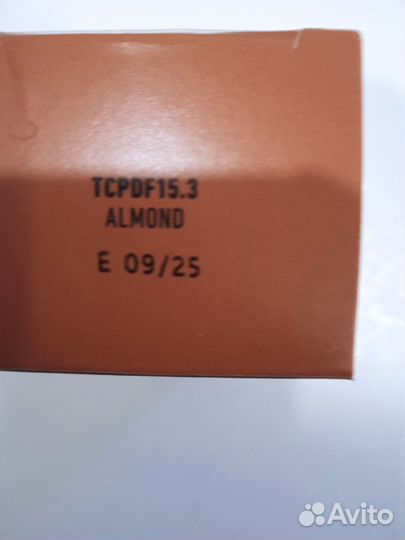 TCPDF15.3
ALMOND
E 09/25
Avito